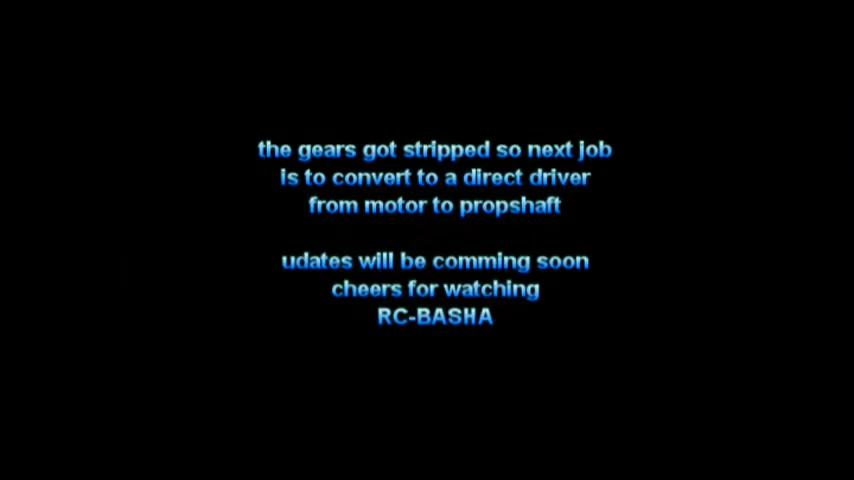 the gears got stripped so next job
is to convert to a direct driver
from motor to propshaft
udates will be comming soon
cheers for watching
RC-BASHA